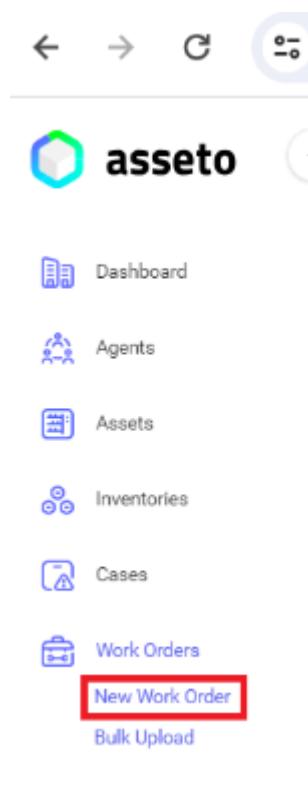 asseto
Dashboard
Agents
Assets
Inventories
Cases
Work Orders
New Work Order
Bulk Upload